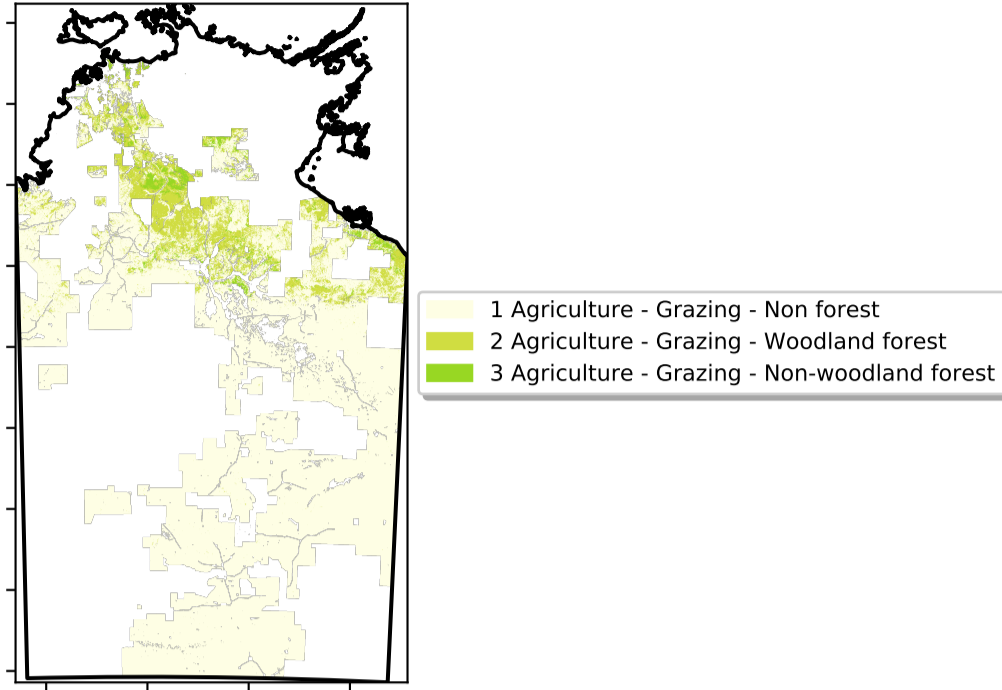 1 Agriculture - Grazing - Non forest
2 Agriculture - Grazing - Woodland forest
3 Agriculture - Grazing - Non-woodland forest